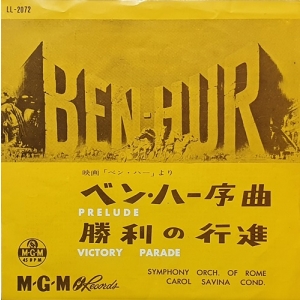 LL-2072
BEN-HUR
映画「ベン・ハー」より
ベン・ハー序曲
PRELUDE
勝利の行進
VICTORY PARADE
SYMPHONY ORCH. OF ROME
CAROL SAVINA COND.
M-G-M
45 RPM
M-G-M Records